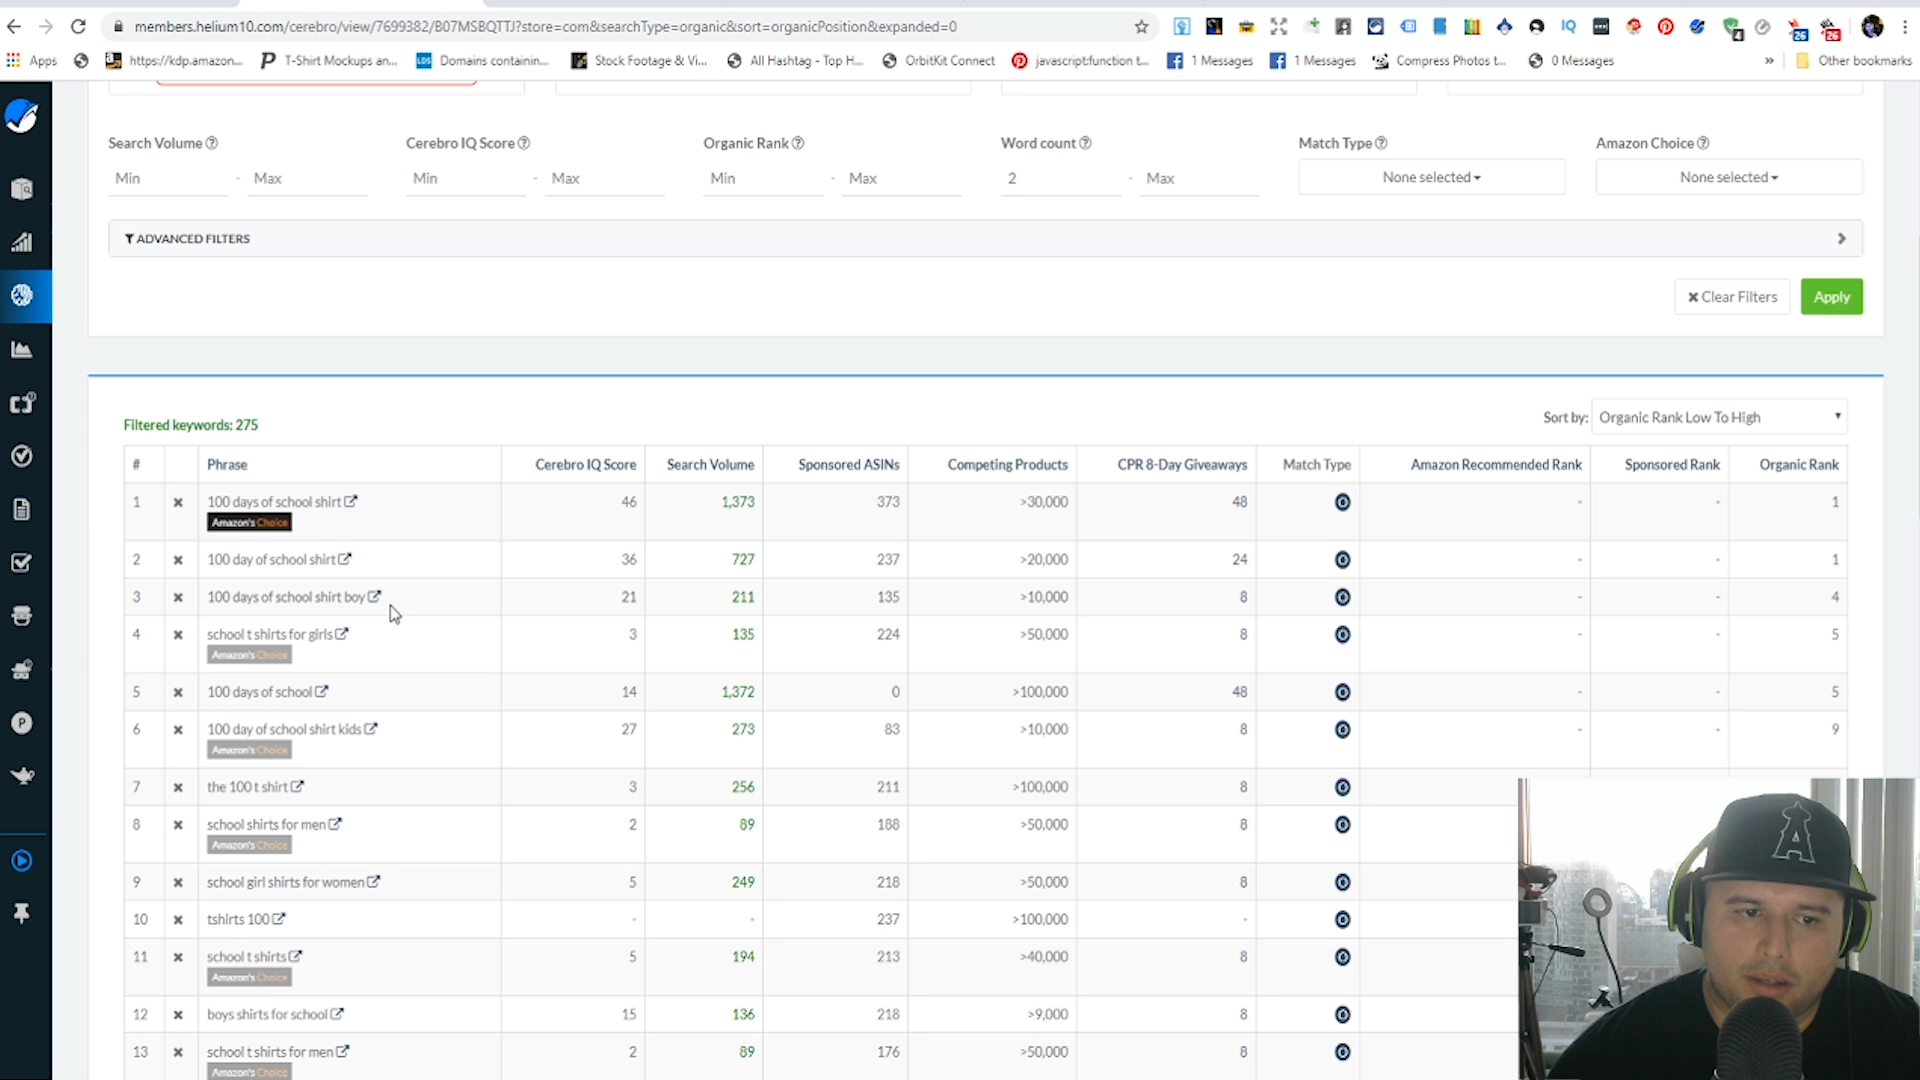 members.helium10.com/cerebro/view/7699382/B07MSBQTTJ?store=com&searchType=organic&sort=organicPosition&expanded=0
IQ
4
26
26
Apps
https://kdp.amazon...
T-Shirt Mockups an...
LDS Domains containin...
Stock Footage & Vi...
All Hashtag - Top H...
OrbitKit Connect
javascript:function t...
1 Messages
1 Messages
Compress Photos t...
0 Messages
»
Other bookmarks
Search Volume
Cerebro IQ Score
Organic Rank
Word count
Match Type
Amazon Choice
Min - Max
Min - Max
Min - Max
2 - Max
None selected
None selected
ADVANCED FILTERS
Clear Filters
Apply
Filtered keywords: 275
Sort by: Organic Rank Low To High
# Phrase Cerebro IQ Score Search Volume Sponsored ASINs Competing Products CPR 8-Day Giveaways Match Type Amazon Recommended Rank Sponsored Rank Organic Rank
1 100 days of school shirt 46 1,373 373 >30,000 48 O - - 1
Amazon's Choice
2 100 day of school shirt 36 727 237 >20,000 24 O - - 1
3 100 days of school shirt boy 21 211 135 >10,000 8 O - - 4
4 school t shirts for girls 3 135 224 >50,000 8 O - - 5
Amazon's Choice
5 100 days of school 14 1,372 0 >100,000 48 O - - 5
6 100 day of school shirt kids 27 273 83 >10,000 8 O - - 9
Amazon's Choice
7 the 100 t shirt 3 256 211 >100,000 8 O
8 school shirts for men 2 89 188 >50,000 8 O
Amazon's Choice
9 school girl shirts for women 5 249 218 >50,000 8 O
10 tshirts 100 - - 237 >100,000 - O
11 school t shirts 5 194 213 >40,000 8 O
Amazon's Choice
12 boys shirts for school 15 136 218 >9,000 8 O
13 school t shirts for men 2 89 176 >50,000 8 O
Amazon's Choice
P
A